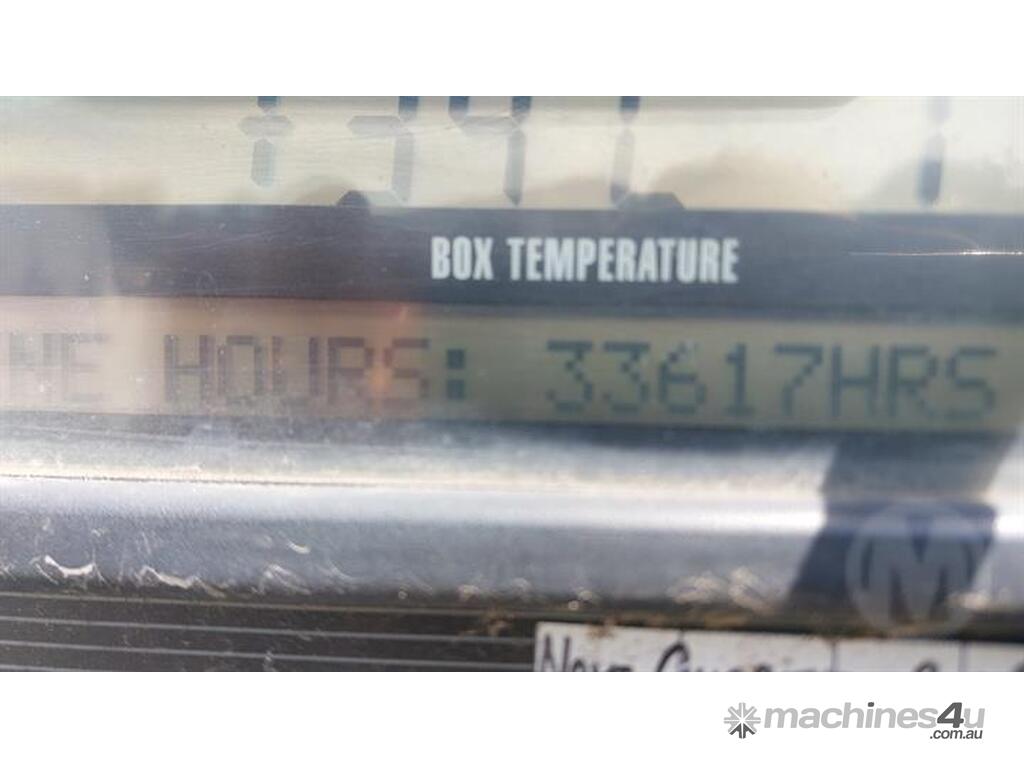 BOX TEMPERATURE
NE HOURS: 33617HRS
M
machines4u
.com.au